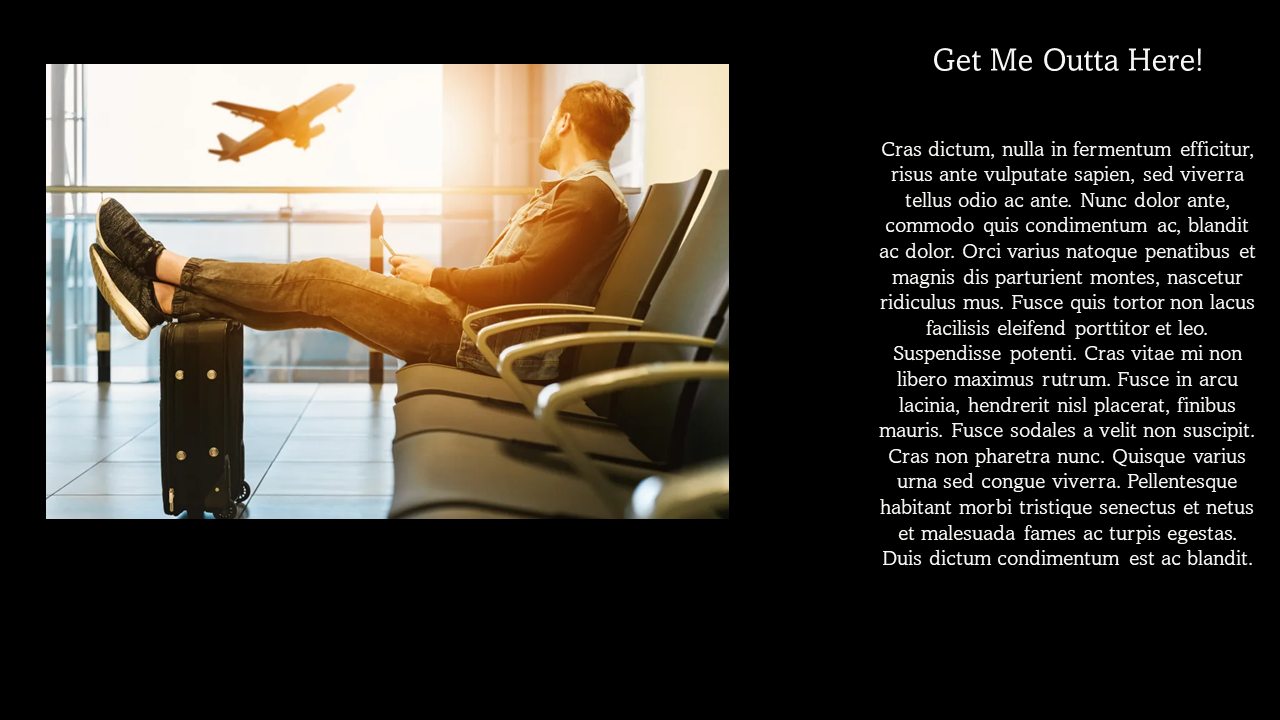 Get Me Outta Here!
Cras dictum, nulla in fermentum efficitur,
risus ante vulputate sapien, sed viverra
tellus odio ac ante. Nunc dolor ante,
commodo quis condimentum ac, blandit
ac dolor. Orci varius natoque penatibus et
magnis dis parturient montes, nascetur
ridiculus mus. Fusce quis tortor non lacus
facilisis eleifend porttitor et leo.
Suspendisse potenti. Cras vitae mi non
libero maximus rutrum. Fusce in arcu
lacinia, hendrerit nisl placerat, finibus
mauris. Fusce sodales a velit non suscipit.
Cras non pharetra nunc. Quisque varius
urna sed congue viverra. Pellentesque
habitant morbi tristique senectus et netus
et malesuada fames ac turpis egestas.
Duis dictum condimentum est ac blandit.